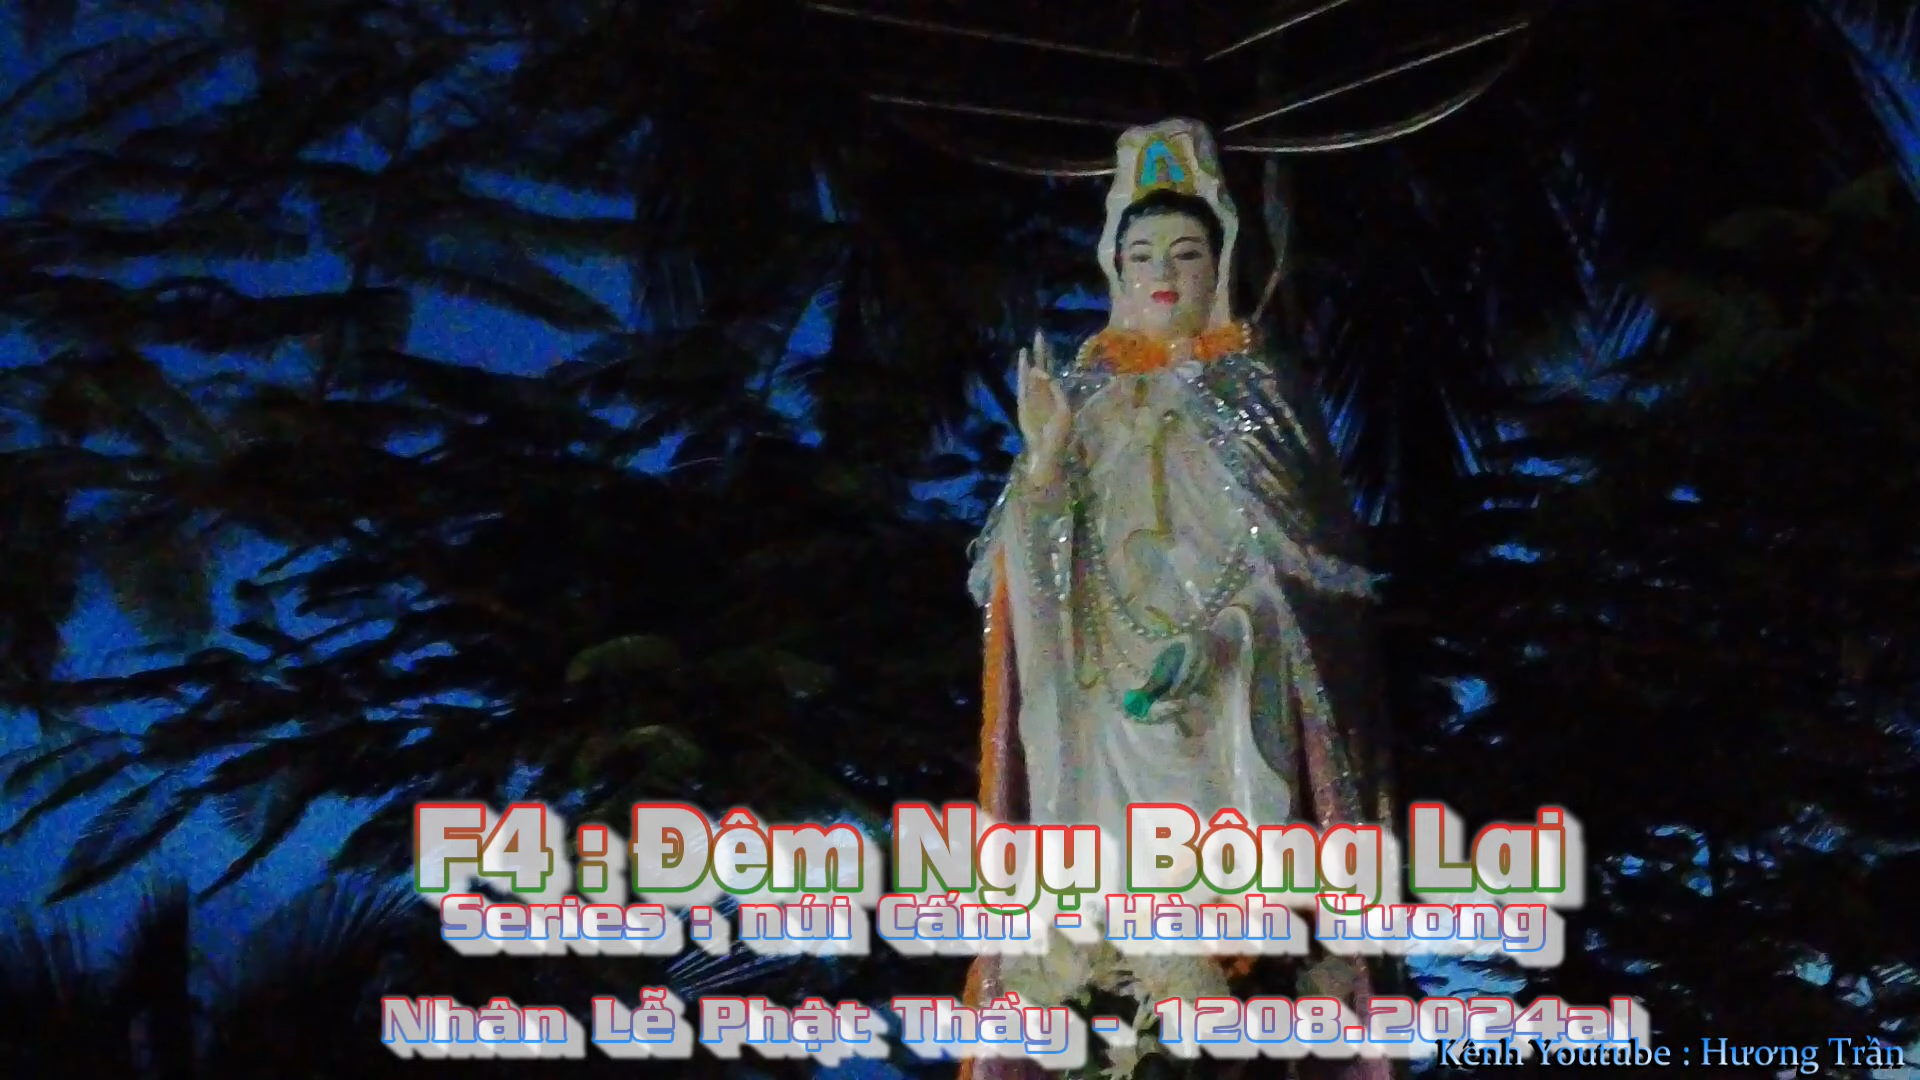 F4 : Đêm Ngụ Bông Lai
Series : núi Cấm - Hành Hương
Nhân Lễ Phật Thầy - 1208.2024al
Kênh Youtube : Hương Trần